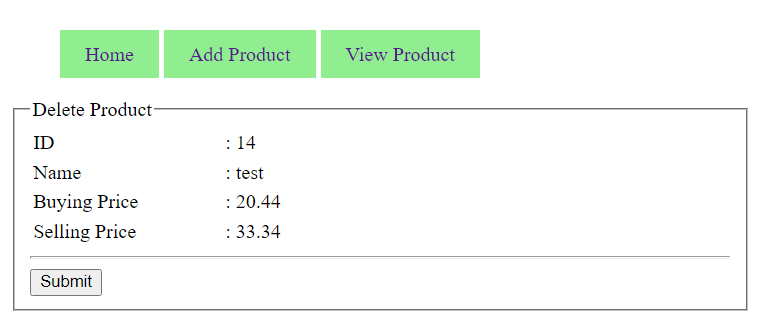 Home Add Product View Product
Delete Product
ID : 14
Name : test
Buying Price : 20.44
Selling Price : 33.34
Submit